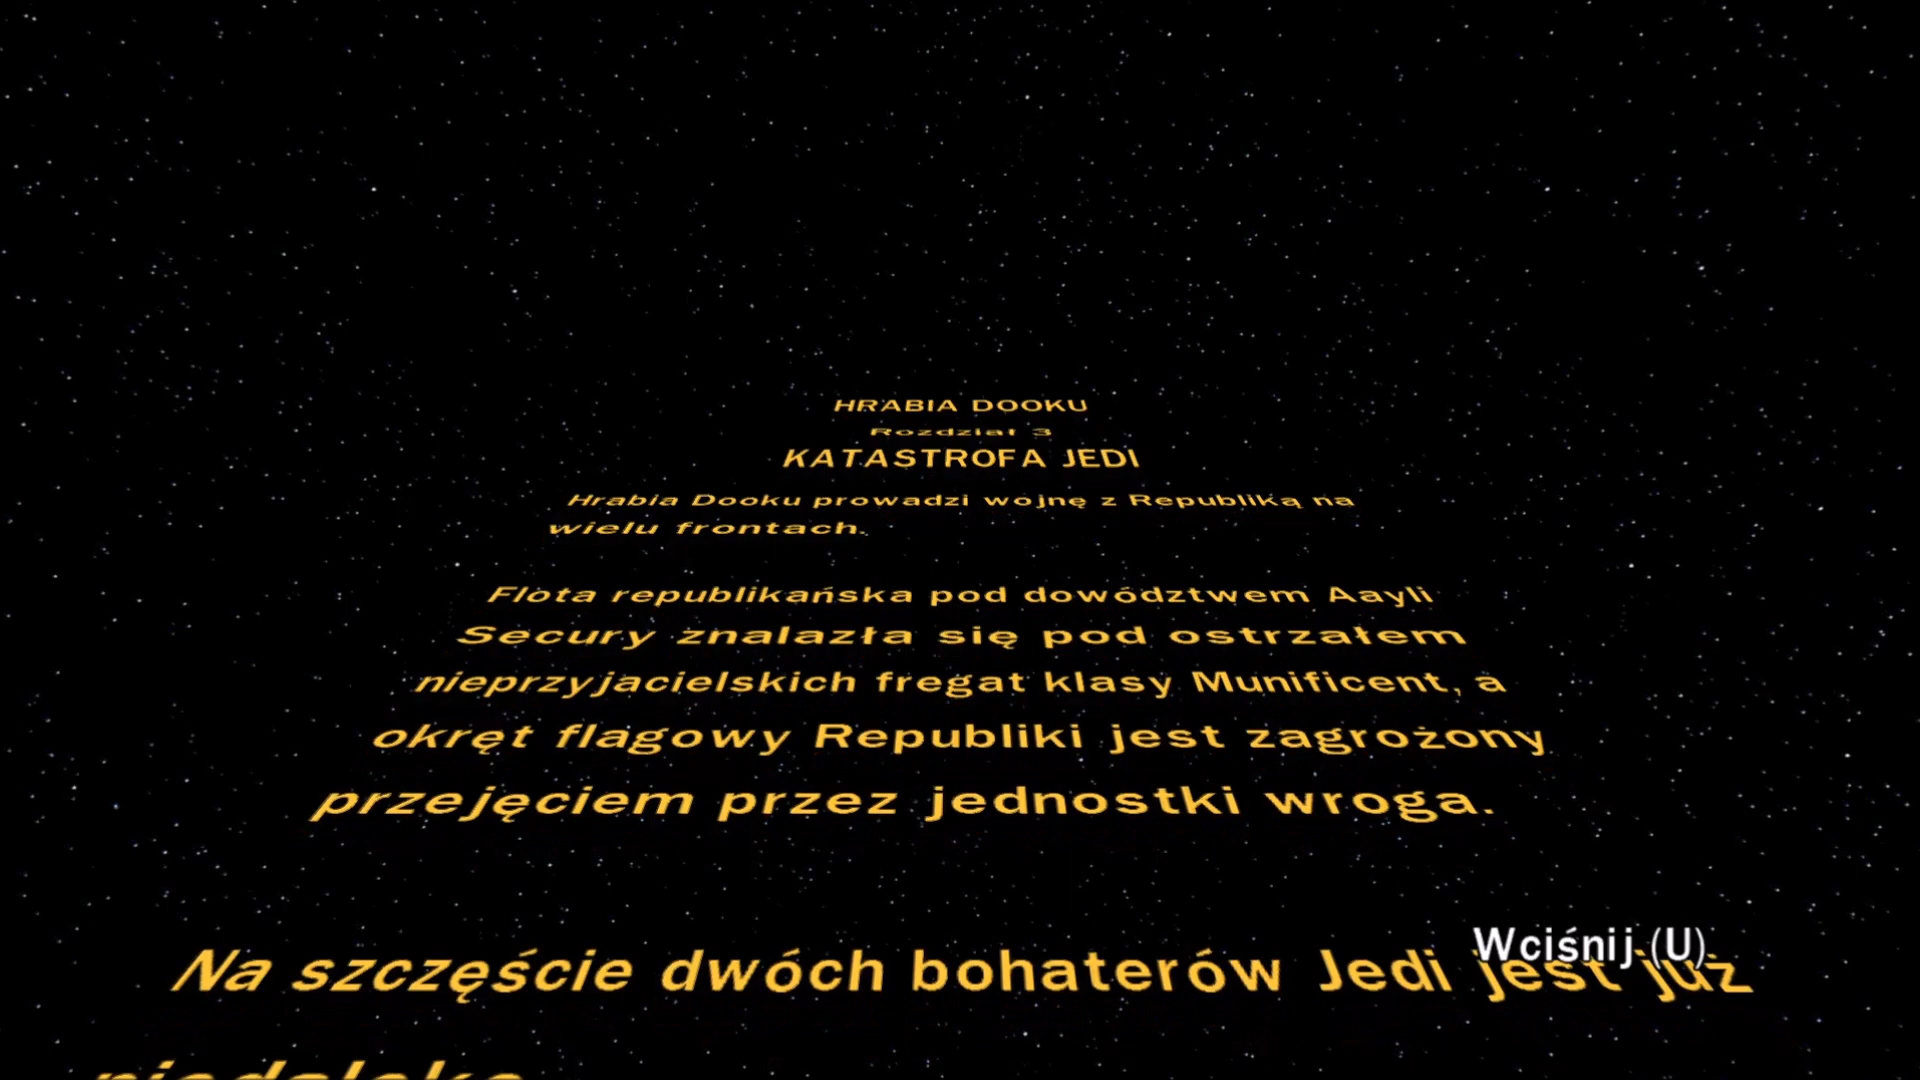 HRABIA DOOKU
Rozdział 3
KATASTROFA JEDI
Hrabia Dooku prowadzi wojnę z Republiką na
wielu frontach.
Flota republikańska pod dowództwem Aayli
Secury znalazła się pod ostrzałem
nieprzyjacielskich fregat klasy Munificent, a
okręt flagowy Republiki jest zagrożony
przejęciem przez jednostki wroga.
Wciśnij (U)
Na szczęście dwóch bohaterów Jedi jest już